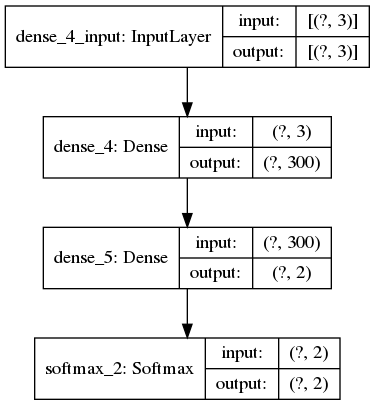 dense_4_input: InputLayer
input:
[(?, 3)]
output:
[(?, 3)]
dense_4: Dense
input:
(?, 3)
output:
(?, 300)
dense_5: Dense
input:
(?, 300)
output:
(?, 2)
softmax_2: Softmax
input:
(?, 2)
output:
(?, 2)